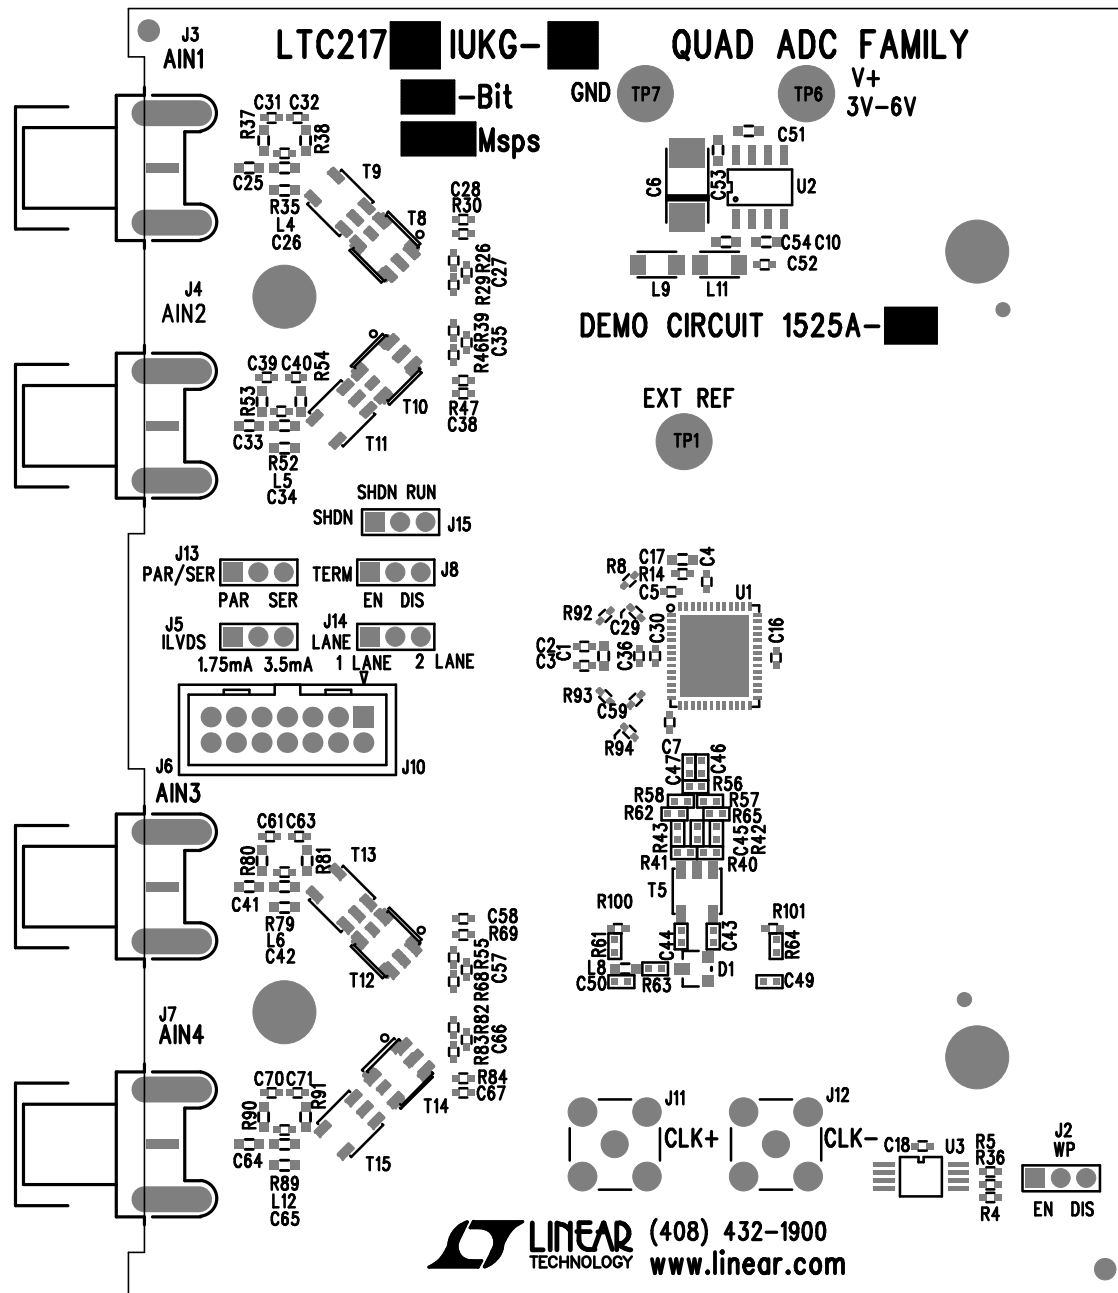 J3
AIN1
LTC217 IUKG-
QUAD ADC FAMILY
-Bit
Msps
GND
TP7
TP6
V+
3V-6V
C31 C32
R37
R38
C25
R35
L4
C26
T9
T8
C28
R30
R26
R29
C27
C51
C53
C6
U2
C54 C10
C52
L9
L11
J4
AIN2
DEMO CIRCUIT 1525A-
R39
R46
C35
C39 C40
R54
R53
C33
R52
L5
C34
T10
T11
R47
C38
EXT REF
TP1
SHDN RUN
SHDN
J15
J13
PAR/SER
PAR SER
TERM
J8
EN DIS
J5
ILVDS
1.75mA 3.5mA
J14
LANE
1 LANE 2 LANE
J10
C17
R14
C5
C4
R8
R92
C29
C30
U1
C16
C2
C3
C1
C36
R93
C59
R94
C7
C47
C46
R56
R58
R57
R62
R65
R43
C45
R42
R41
R40
T5
R100
R101
R61
C44
C43
R64
L8
C50
R63
D1
C49
J6
AIN3
C61 C63
R80
R81
C41
R79
L6
C42
T13
T12
C58
R69
R55
R68
C57
J7
AIN4
R82
R83
C66
R84
C67
C70 C71
R90
R91
C64
R89
L12
C65
T14
T15
J11
CLK+
J12
CLK-
C18
U3
R5
R36
R4
J2
WP
EN DIS
LINEAR
TECHNOLOGY
(408) 432-1900
www.linear.com